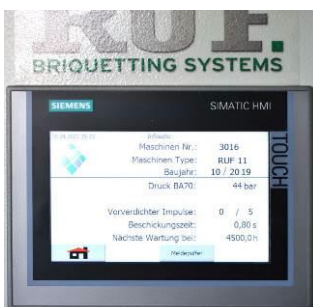 RUF.
BRIQUETTING SYSTEMS
SIEMENS
SIMATIC HMI
TOUCH
Infoseite
Maschinen Nr.: 3016
Maschinen Type: RUF 11
Baujahr: 10 / 2019
Druck BA70: 44 bar
Vorverdichter Impulse: 0 / 5
Beschickungszeit: 0,80 s
Nächste Wartung bei: 4500,0 h
Meldepuffer